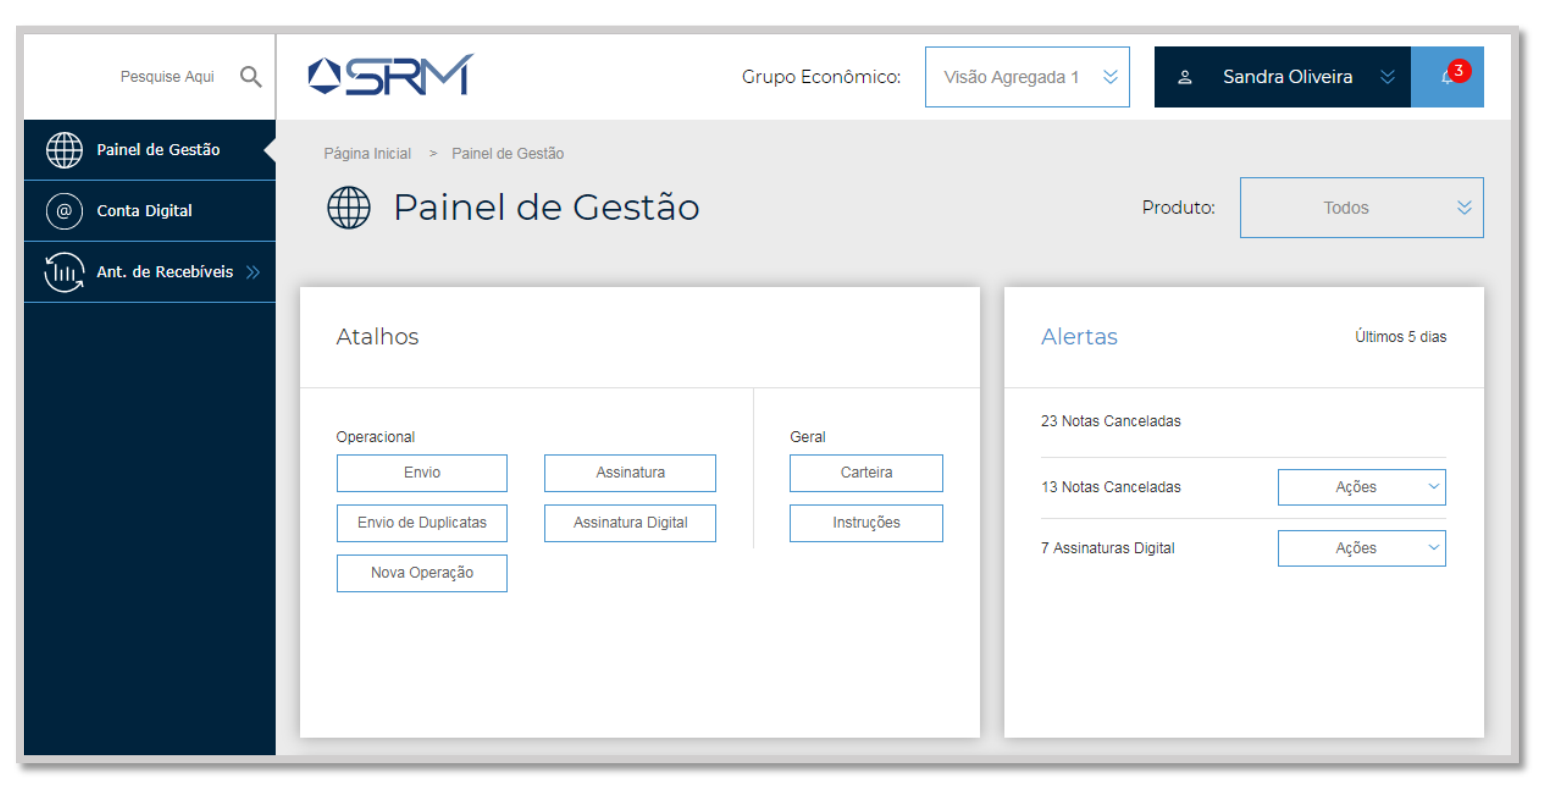 Pesquise Aqui
SRM
Grupo Econômico:
Visão Agregada 1
Sandra Oliveira
3
Painel de Gestão
@ Conta Digital
Ant. de Recebíveis
Página Inicial > Painel de Gestão
Painel de Gestão
Produto:
Todos
Atalhos
Operacional
Envio
Assinatura
Envio de Duplicatas
Assinatura Digital
Nova Operação
Geral
Carteira
Instruções
Alertas
Últimos 5 dias
23 Notas Canceladas
13 Notas Canceladas
Ações
7 Assinaturas Digital
Ações